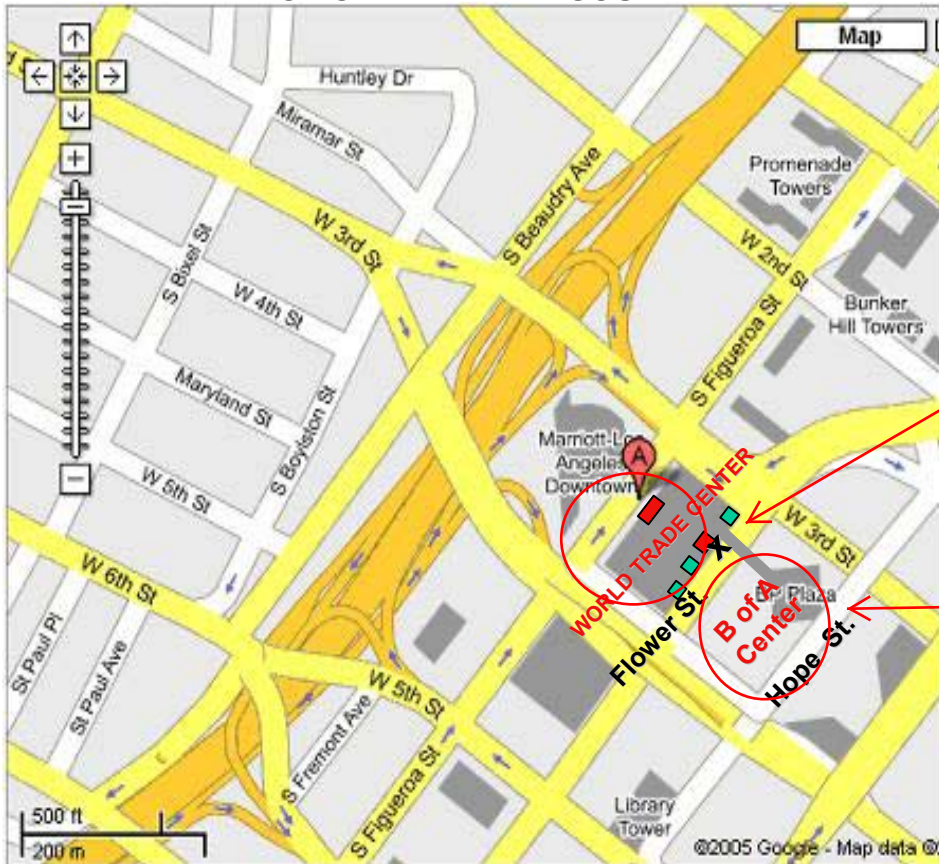 Map
Huntley Dr
Miramar St
Promenade
Towers
S Beaudry Ave
W 3rd St
W 2nd St
S Bixel St
W 4th St
Bunker
Hill Towers
S Figueroa St
Maryland St
S Boylston St
Marriott-Los
Angeles
Downtown
A
WORLD TRADE CENTER
W 5th St
W 3rd St
X
W 6th St
BP Plaza
B of A
Center
Flower St.
Hope St.
St Paul Pl
St Paul Ave
W 5th St
S Fremont Ave
S Figueroa St
Library
Tower
500 ft
200 m
©2005 Google - Map data ©